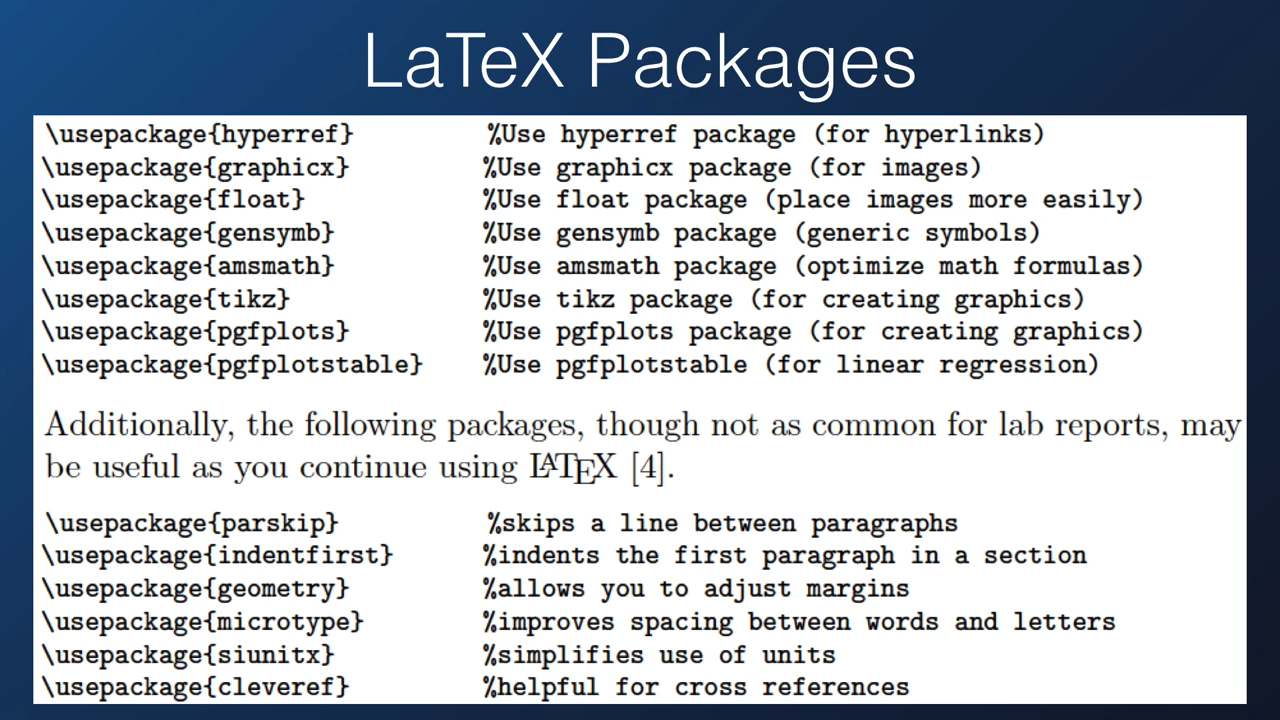 LaTeX Packages
\usepackage{hyperref} %Use hyperref package (for hyperlinks)
\usepackage{graphicx} %Use graphicx package (for images)
\usepackage{float} %Use float package (place images more easily)
\usepackage{gensymb} %Use gensymb package (generic symbols)
\usepackage{amsmath} %Use amsmath package (optimize math formulas)
\usepackage{tikz} %Use tikz package (for creating graphics)
\usepackage{pgfplots} %Use pgfplots package (for creating graphics)
\usepackage{pgfplotstable} %Use pgfplotstable (for linear regression)
Additionally, the following packages, though not as common for lab reports, may
be useful as you continue using LATEX [4].
\usepackage{parskip} %skips a line between paragraphs
\usepackage{indentfirst} %indents the first paragraph in a section
\usepackage{geometry} %allows you to adjust margins
\usepackage{microtype} %improves spacing between words and letters
\usepackage{siunitx} %simplifies use of units
\usepackage{cleveref} %helpful for cross references